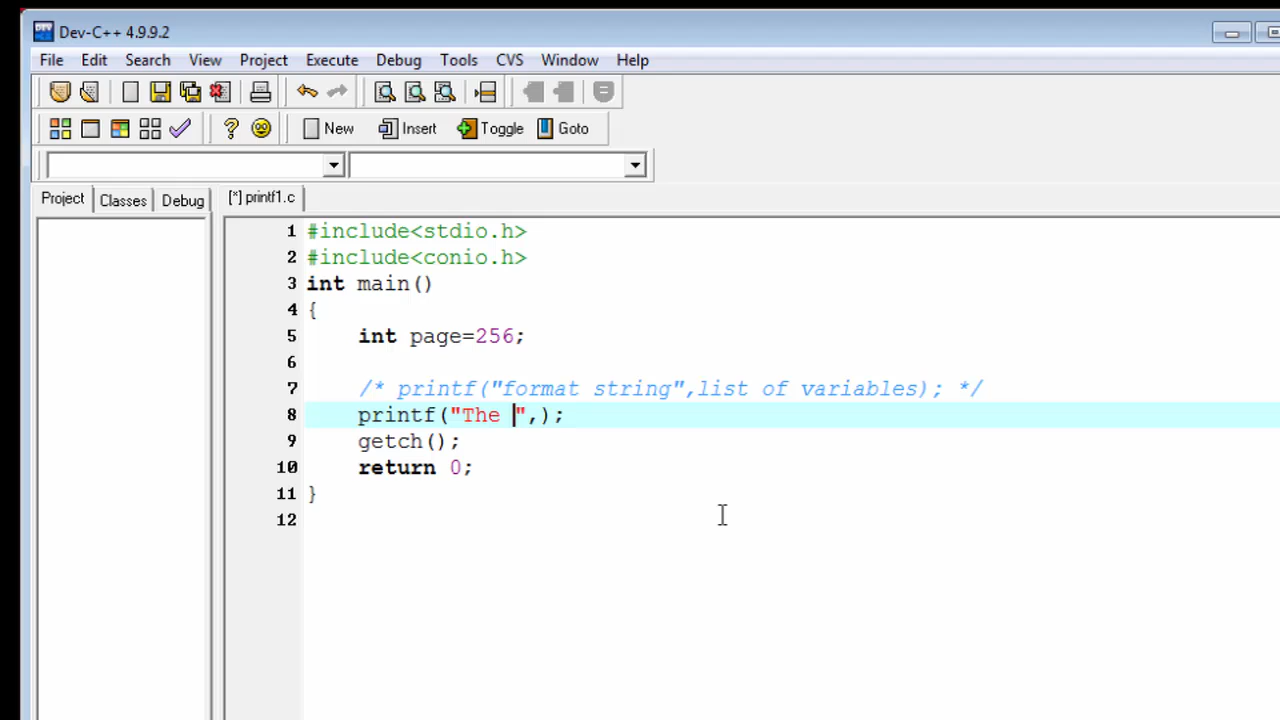 Dev-C++ 4.9.9.2
File Edit Search View Project Execute Debug Tools CVS Window Help
New Insert Toggle Goto
Project Classes Debug [*] printf1.c
1 #include<stdio.h>
2 #include<conio.h>
3 int main()
4 {
5 int page=256;
6
7 /* printf("format string",list of variables); */
8 printf("The ",);
9 getch();
10 return 0;
11 }
12